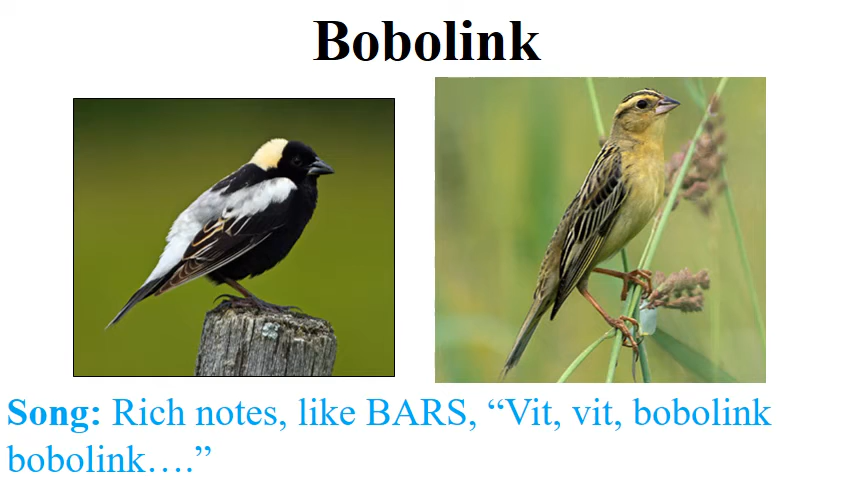 Bobolink
Song: Rich notes, like BARS, “Vit, vit, bobolink
bobolink….”